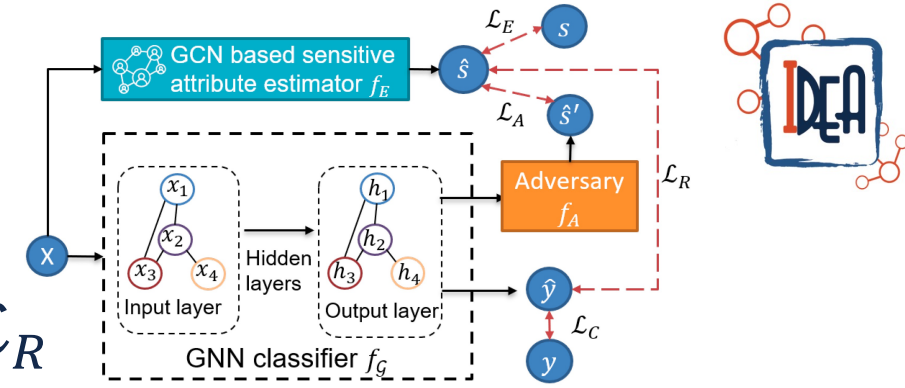 GCN based sensitive
attribute estimator f_E
ŝ
ℒ_E
s
ℒ_A
ŝ′
Adversary
f_A
ℒ_R
X
x_1
x_2
x_3
x_4
Input layer
Hidden
layers
h_1
h_2
h_3
h_4
Output layer
GNN classifier f_𝒢
ŷ
ℒ_C
y
R
IDEA